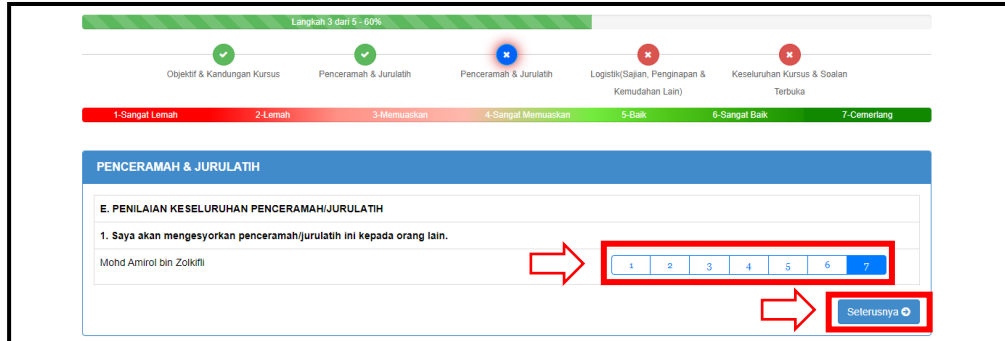 Langkah 3 dari 5 - 60%
Objektif & Kandungan Kursus
Penceramah & Jurulatih
Penceramah & Jurulatih
Logistik(Sajian, Penginapan &
Kemudahan Lain)
Keseluruhan Kursus & Soalan
Terbuka
1-Sangat Lemah 2-Lemah 3-Memuaskan 4-Sangat Memuaskan 5-Baik 6-Sangat Baik 7-Cemerlang
PENCERAMAH & JURULATIH
E. PENILAIAN KESELURUHAN PENCERAMAH/JURULATIH
1. Saya akan mengesyorkan penceramah/jurulatih ini kepada orang lain.
Mohd Amirol bin Zolkifli 1 2 3 4 5 6 7
Seterusnya